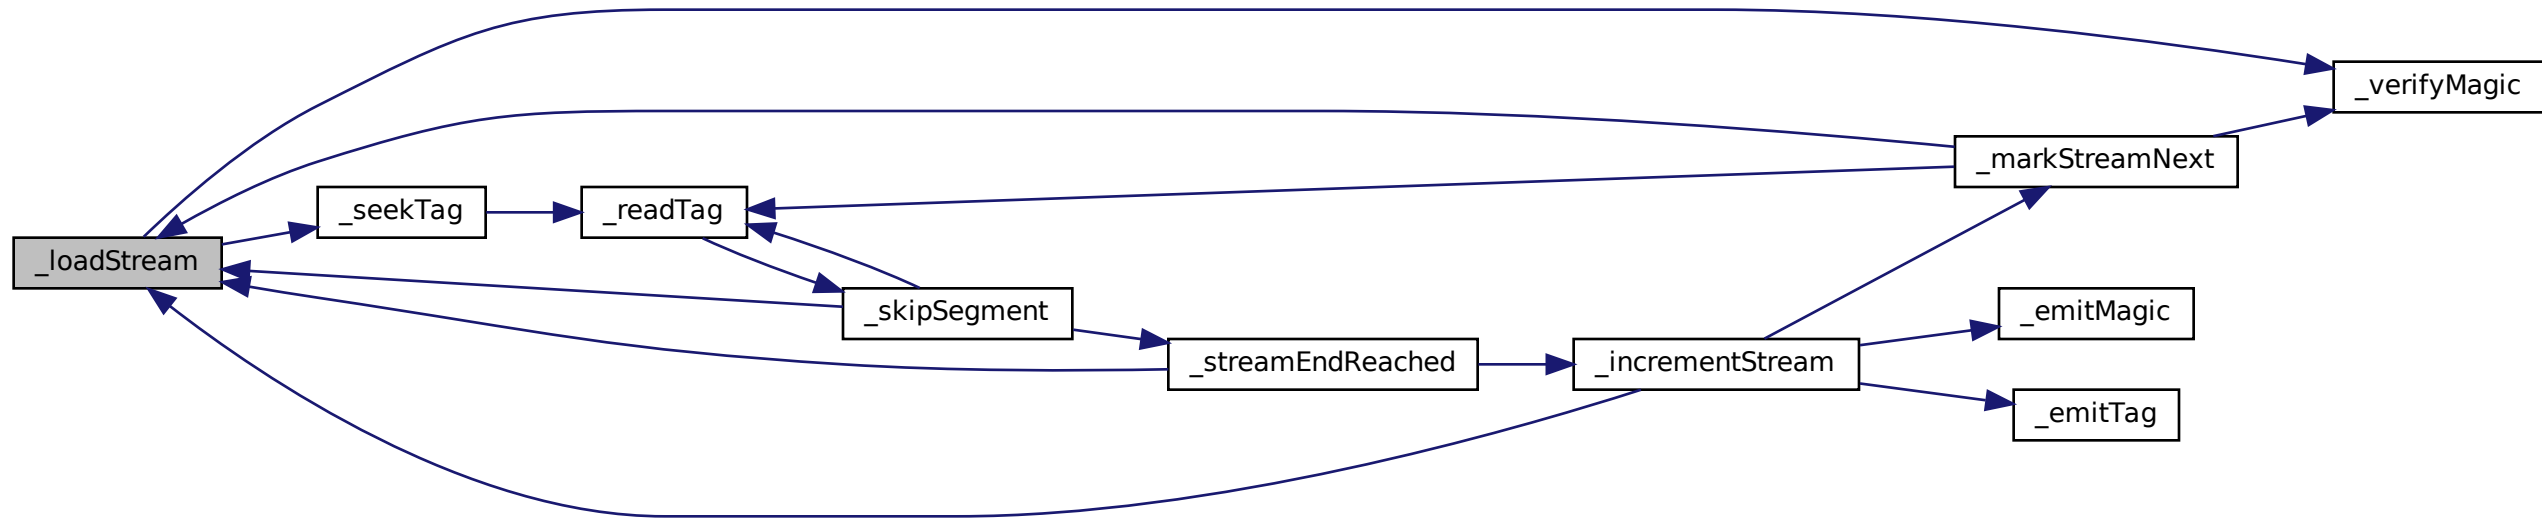 _loadStream
_seekTag
_readTag
_skipSegment
_streamEndReached
_incrementStream
_markStreamNext
_emitMagic
_emitTag
_verifyMagic